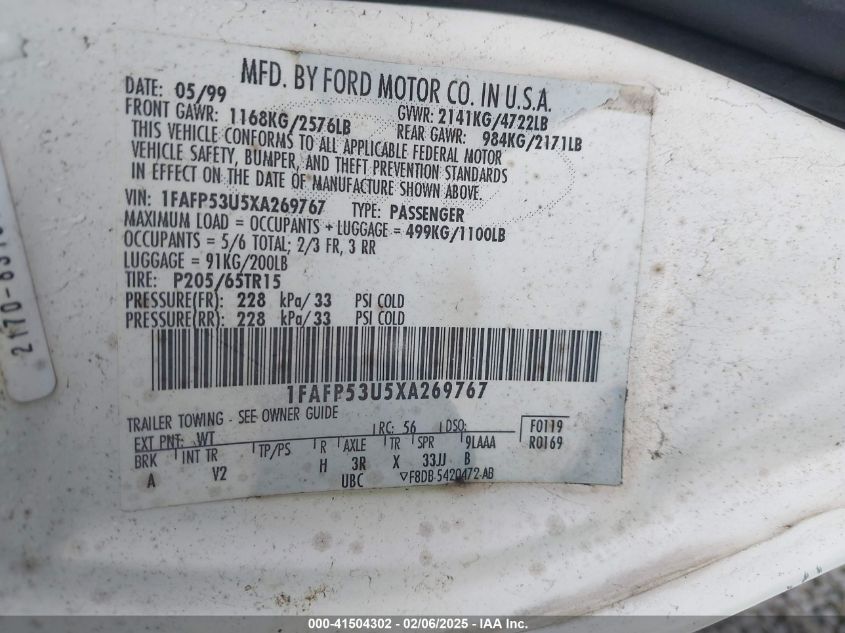 MFD. BY FORD MOTOR CO. IN U.S.A.
DATE: 05/99 GVWR: 2141KG/4722LB
FRONT GAWR: 1168KG/2576LB REAR GAWR: 984KG/2171LB
THIS VEHICLE CONFORMS TO ALL APPLICABLE FEDERAL MOTOR
VEHICLE SAFETY, BUMPER, AND THEFT PREVENTION STANDARDS
IN EFFECT ON THE DATE OF MANUFACTURE SHOWN ABOVE.
VIN: 1FAFP53U5XA269767 TYPE: PASSENGER
MAXIMUM LOAD = OCCUPANTS + LUGGAGE = 499KG/1100LB
OCCUPANTS = 5/6 TOTAL; 2/3 FR, 3 RR
LUGGAGE = 91KG/200LB
TIRE: P205/65TR15
PRESSURE(FR): 228 kPa/ 33 PSI COLD
PRESSURE(RR): 228 kPa/ 33 PSI COLD
1FAFP53U5XA269767
TRAILER TOWING - SEE OWNER GUIDE
EXT PNT: WT RC: 56 DSO: F0119
BRK INT TR TP/PS R AXLE TR SPR 9LAAA R0169
A V2 H 3R X 33JJ B
UBC F8DB-5420472-AB
000-41504302 - 02/06/2025 - IAA Inc.